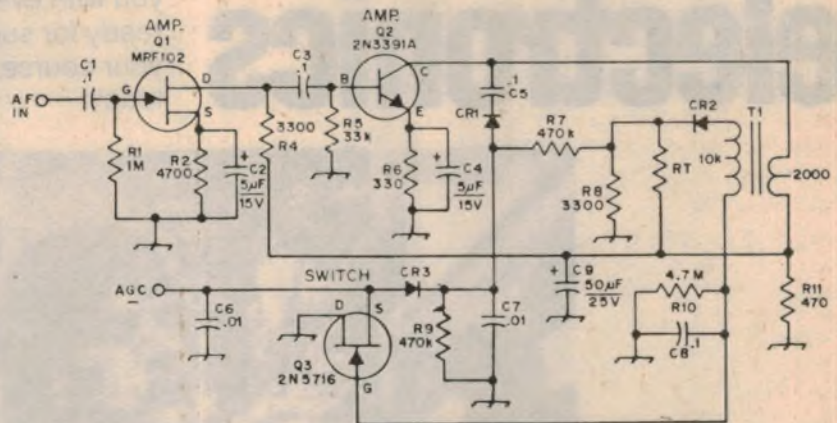 AMP.
Q1
MPF102
AMP.
Q2
2N3391A
C1
.1
AF
IN
G
D
S
R1
1M
R2
4700
+
C2
5µF
15V
3300
R4
C3
.1
R5
33k
B
C
E
R6
330
+
C4
5µF
15V
.1
C5
CR1
R7
470k
R8
3300
RT
CR2
10k
T1
2000
AGC
–
C6
.01
SWITCH
D
S
G
Q3
2N5716
CR3
R9
470k
C7
.01
+
C9
50µF
25V
4.7M
R10
C8
.1
R11
470